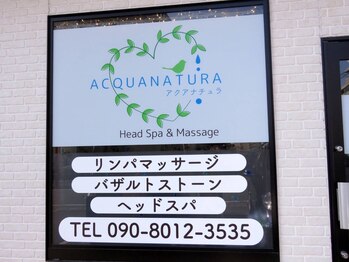 ACQUANATURA
アクアナチュラ
Head Spa & Massage
リンパマッサージ
バザルトストーン
ヘッドスパ
TEL 090-8012-3535